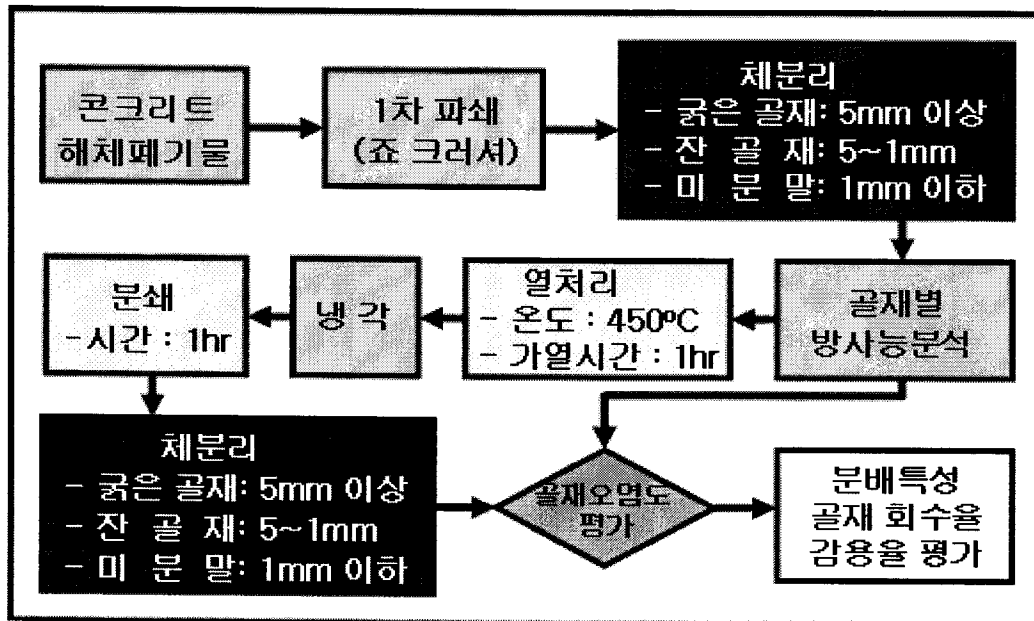 콘크리트
해체폐기물
1차 파쇄
(죠 크러셔)
체분리
- 굵은 골재: 5mm 이상
- 잔 골 재: 5~1mm
- 미 분 말: 1mm 이하
골재별
방사능분석
열처리
- 온도 : 450ºC
- 가열시간 : 1hr
냉 각
분쇄
- 시간 : 1hr
체분리
- 굵은 골재: 5mm 이상
- 잔 골 재: 5~1mm
- 미 분 말: 1mm 이하
골재오염도
평가
분배특성
골재 회수율
감용율 평가